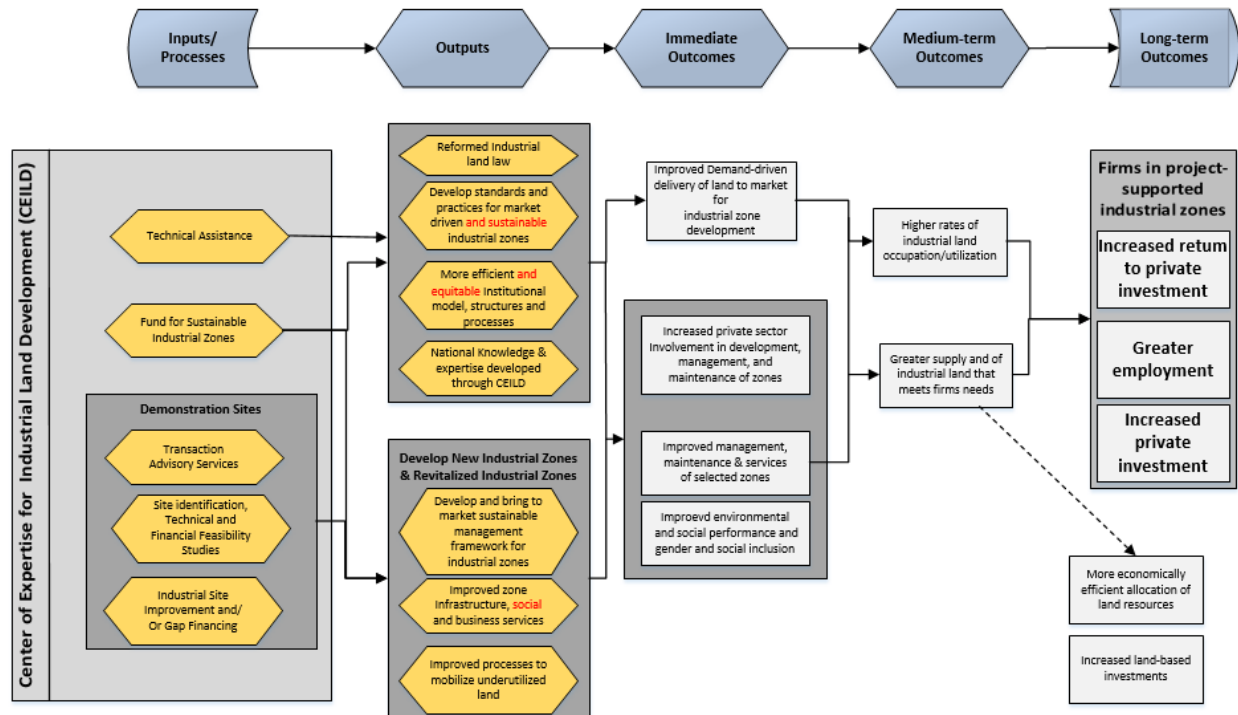 Inputs/
Processes
Outputs
Immediate
Outcomes
Medium-term
Outcomes
Long-term
Outcomes
Center of Expertise for Industrial Land Development (CEILD)
Technical Assistance
Fund for Sustainable
Industrial Zones
Demonstration Sites
Transaction
Advisory Services
Site identification,
Technical and
Financial Feasibility
Studies
Industrial Site
Improvement and/
Or Gap Financing
Reformed Industrial
land law
Develop standards and
practices for market
driven and sustainable
industrial zones
More efficient and
equitable Institutional
model, structures and
processes
National Knowledge &
expertise developed
through CEILD
Develop New Industrial Zones
& Revitalized Industrial Zones
Develop and bring to
market sustainable
management
framework for
industrial zones
Improved zone
Infrastructure, social
and business services
Improved processes to
mobilize underutilized
land
Improved Demand-driven
delivery of land to market
for
industrial zone
development
Increased private sector
Involvement in development,
management, and
maintenance of zones
Improved management,
maintenance & services
of selected zones
Improevd environmental
and social performance and
gender and social inclusion
Higher rates of
industrial land
occupation/utilization
Greater supply and of
industrial land that
meets firms needs
Firms in project-
supported
industrial zones
Increased return
to private
investment
Greater
employment
Increased
private
investment
More economically
efficient allocation of
land resources
Increased land-based
investments